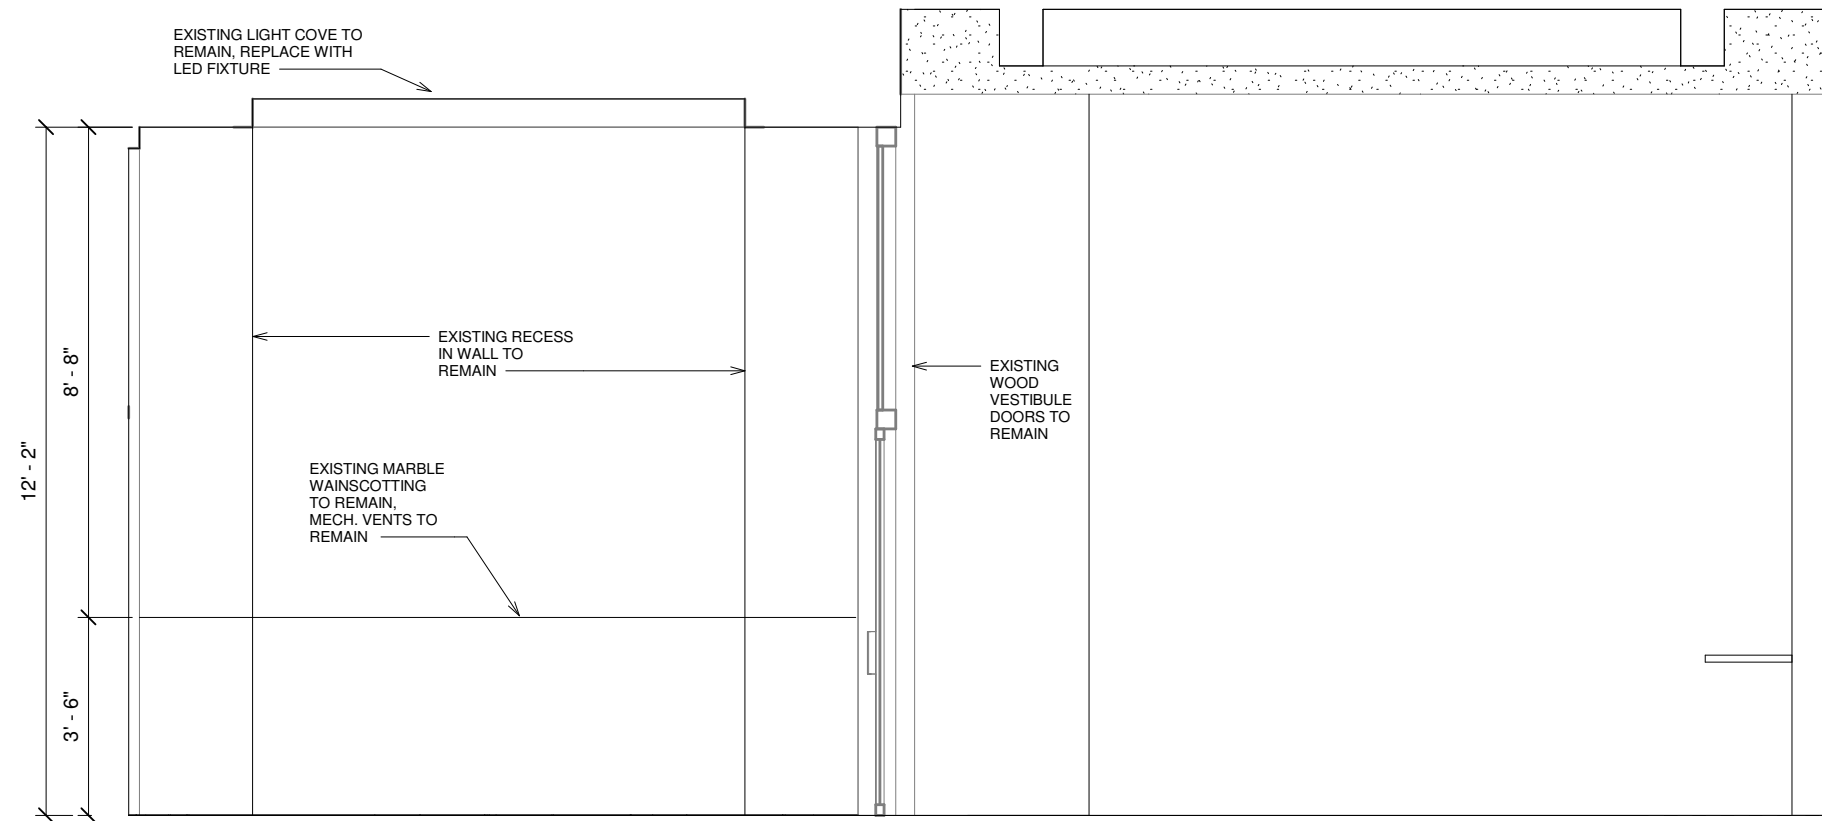 EXISTING LIGHT COVE TO
REMAIN, REPLACE WITH
LED FIXTURE
EXISTING RECESS
IN WALL TO
REMAIN
EXISTING
WOOD
VESTIBULE
DOORS TO
REMAIN
EXISTING MARBLE
WAINSCOTTING
TO REMAIN,
MECH. VENTS TO
REMAIN
12' - 2"
8' - 8"
3' - 6"